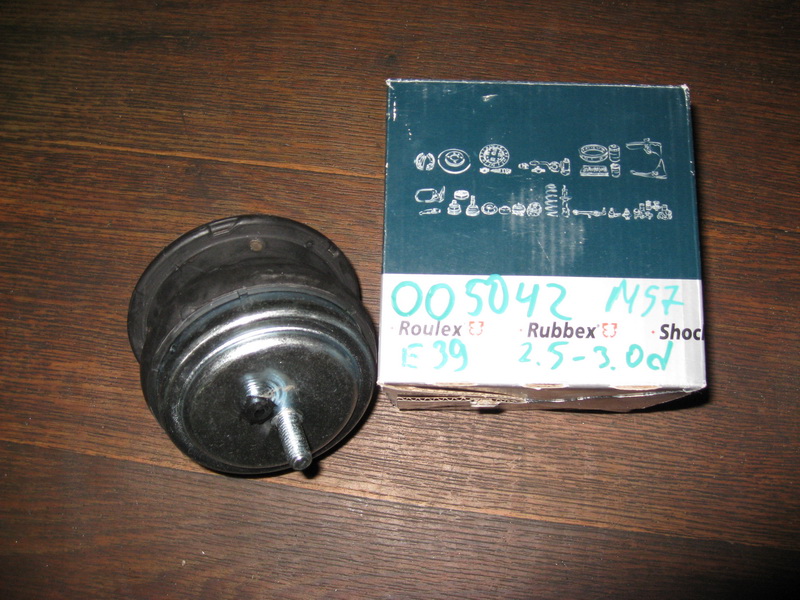 005042 M57
Roulex · Rubbex · Shock
E39 2.5-3.0d